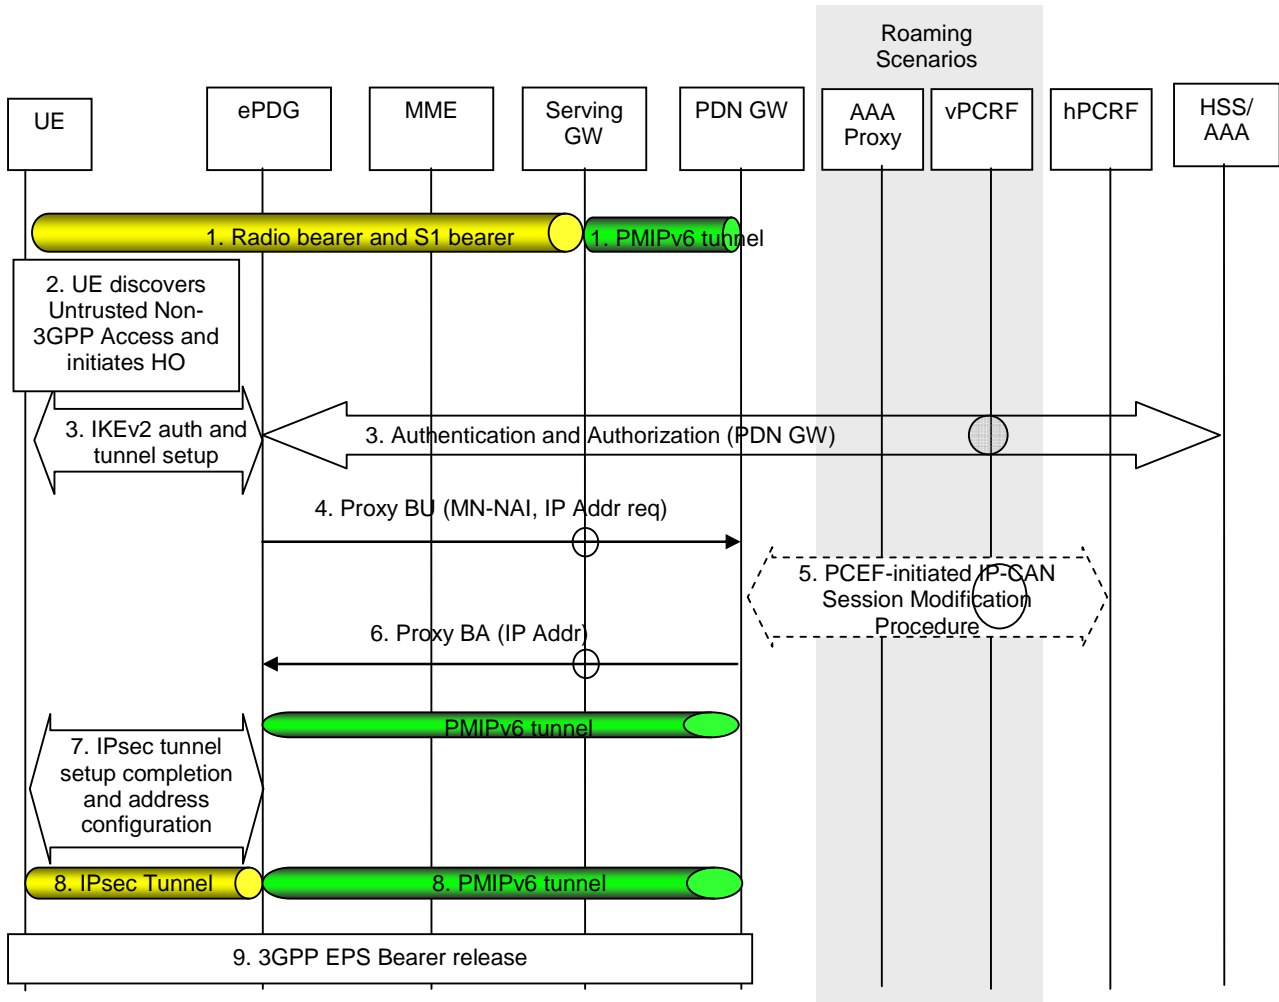 Roaming
Scenarios
UE
ePDG
MME
Serving
GW
PDN GW
AAA
Proxy
vPCRF
hPCRF
HSS/
AAA
1. Radio bearer and S1 bearer
1. PMIPv6 tunnel
2. UE discovers
Untrusted Non-
3GPP Access and
initiates HO
3. IKEv2 auth and
tunnel setup
3. Authentication and Authorization (PDN GW)
4. Proxy BU (MN-NAI, IP Addr req)
5. PCEF-initiated IP-CAN
Session Modification
Procedure
6. Proxy BA (IP Addr)
PMIPv6 tunnel
7. IPsec tunnel
setup completion
and address
configuration
8. IPsec Tunnel
8. PMIPv6 tunnel
9. 3GPP EPS Bearer release